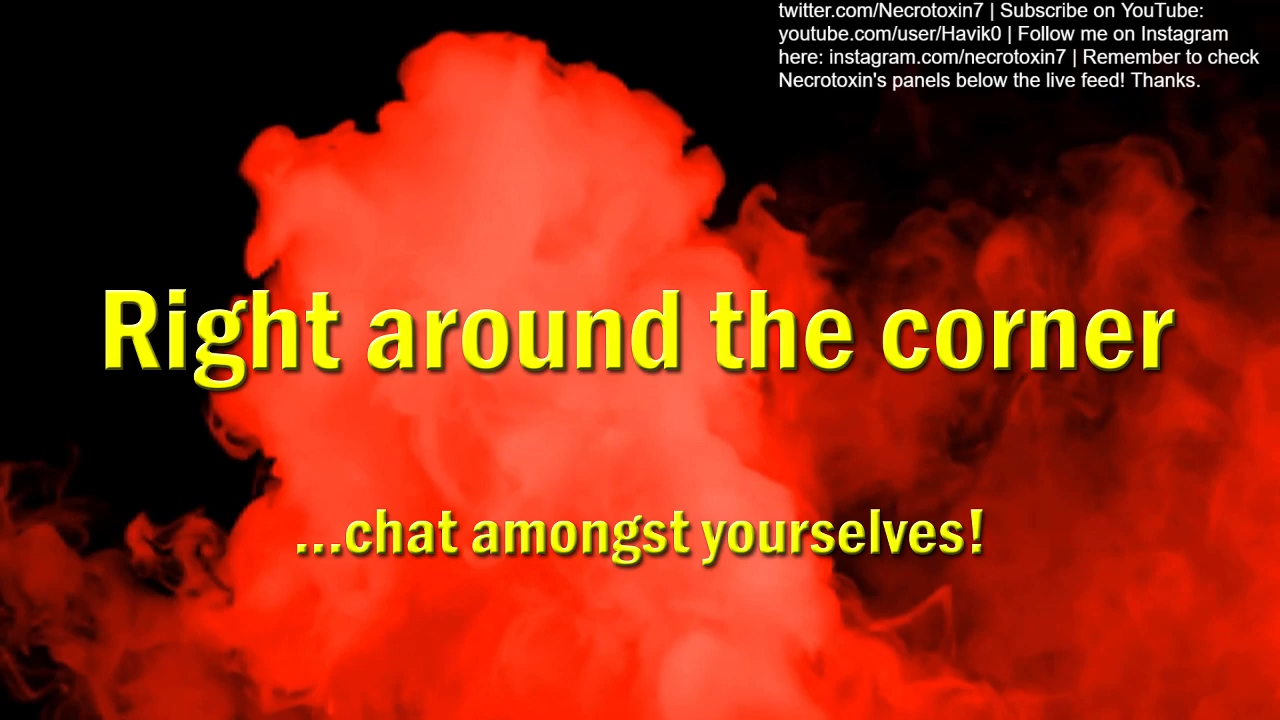 twitter.com/Necrotoxin7 | Subscribe on YouTube:
youtube.com/user/Havik0 | Follow me on Instagram
here: instagram.com/necrotoxin7 | Remember to check
Necrotoxin's panels below the live feed! Thanks.
Right around the corner
...chat amongst yourselves!